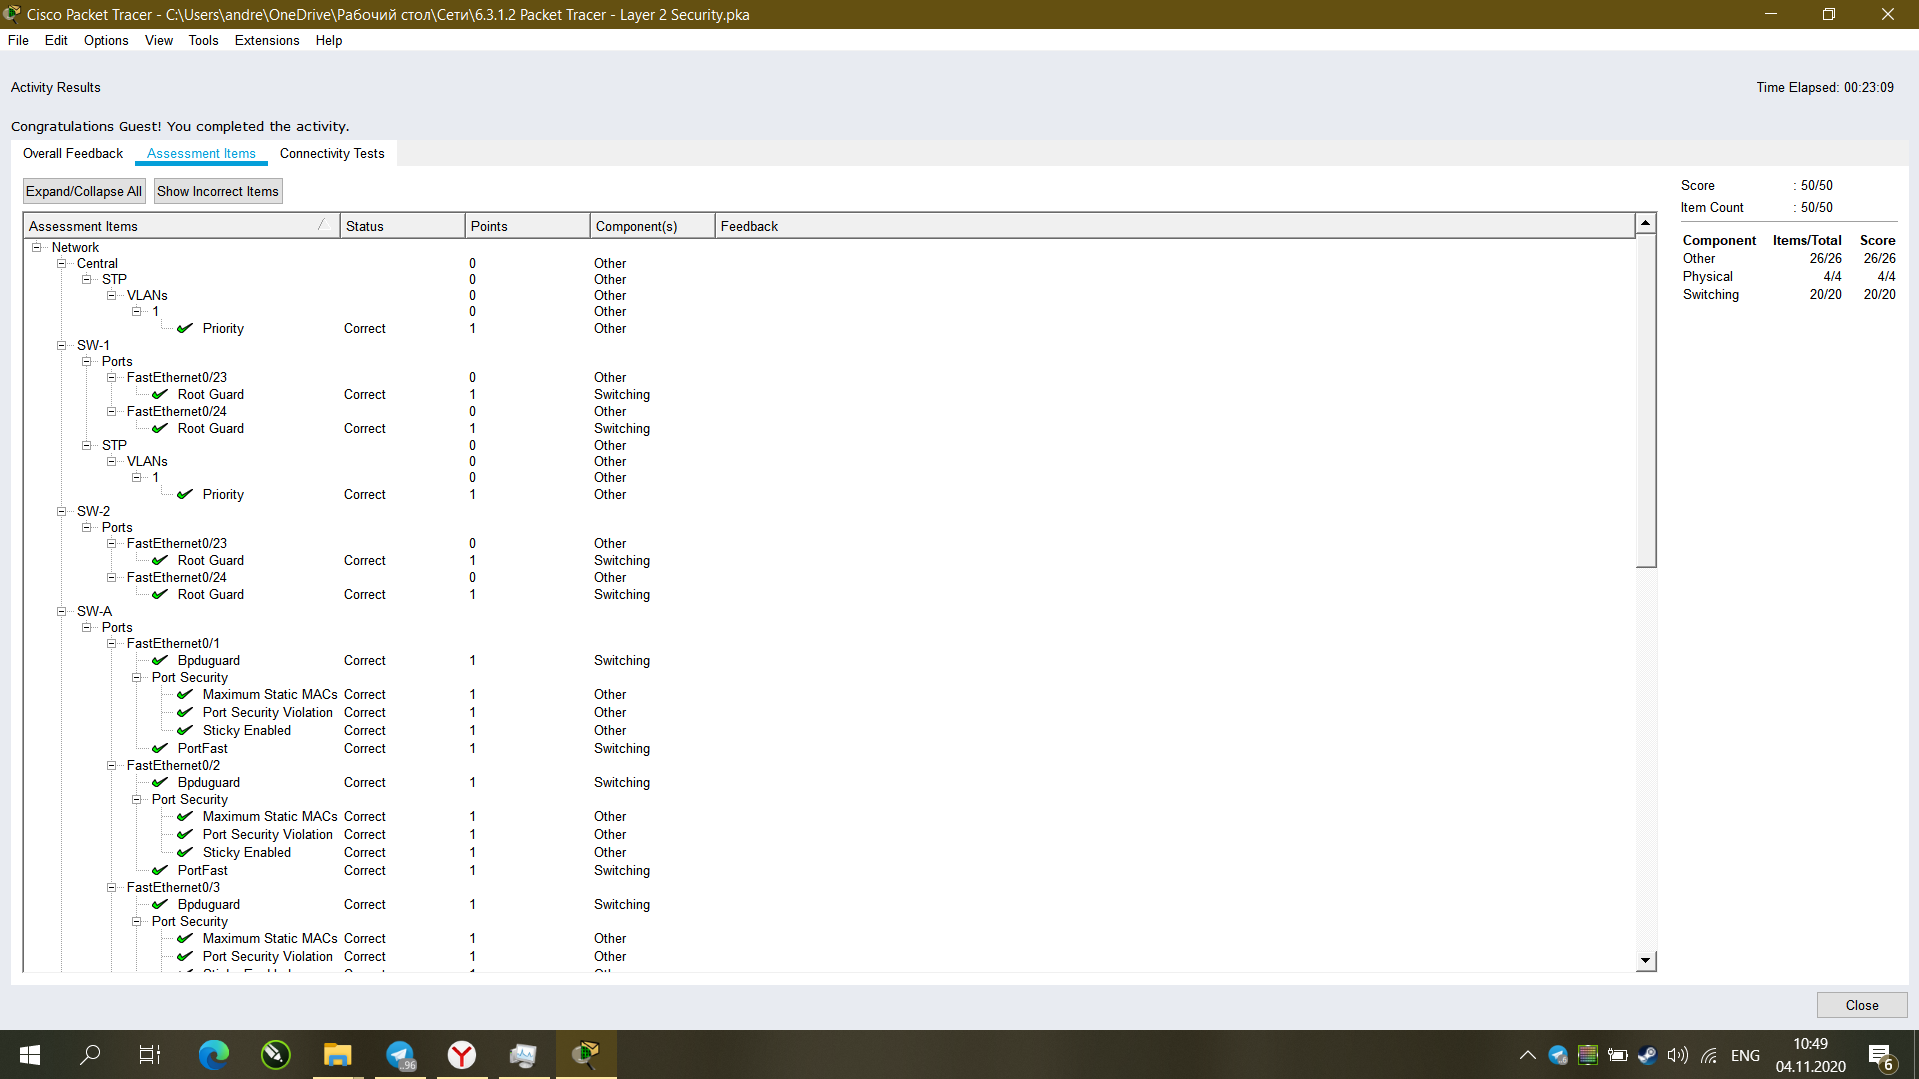 Cisco Packet Tracer - C:\Users\andre\OneDrive\Рабочий стол\Сети\6.3.1.2 Packet Tracer - Layer 2 Security.pka
File Edit Options View Tools Extensions Help
Activity Results
Time Elapsed: 00:23:09
Congratulations Guest! You completed the activity.
Overall Feedback Assessment Items Connectivity Tests
Expand/Collapse All Show Incorrect Items
Assessment Items Status Points Component(s) Feedback
Network
Central 0 Other
STP 0 Other
VLANs 0 Other
1 0 Other
Priority Correct 1 Other
SW-1
Ports
FastEthernet0/23 0 Other
Root Guard Correct 1 Switching
FastEthernet0/24 0 Other
Root Guard Correct 1 Switching
STP 0 Other
VLANs 0 Other
1 0 Other
Priority Correct 1 Other
SW-2
Ports
FastEthernet0/23 0 Other
Root Guard Correct 1 Switching
FastEthernet0/24 0 Other
Root Guard Correct 1 Switching
SW-A
Ports
FastEthernet0/1
Bpduguard Correct 1 Switching
Port Security
Maximum Static MACs Correct 1 Other
Port Security Violation Correct 1 Other
Sticky Enabled Correct 1 Other
PortFast Correct 1 Switching
FastEthernet0/2
Bpduguard Correct 1 Switching
Port Security
Maximum Static MACs Correct 1 Other
Port Security Violation Correct 1 Other
Sticky Enabled Correct 1 Other
PortFast Correct 1 Switching
FastEthernet0/3
Bpduguard Correct 1 Switching
Port Security
Maximum Static MACs Correct 1 Other
Port Security Violation Correct 1 Other
Score : 50/50
Item Count : 50/50
Component Items/Total Score
Other 26/26 26/26
Physical 4/4 4/4
Switching 20/20 20/20
Close
96
ENG
10:49
04.11.2020
6